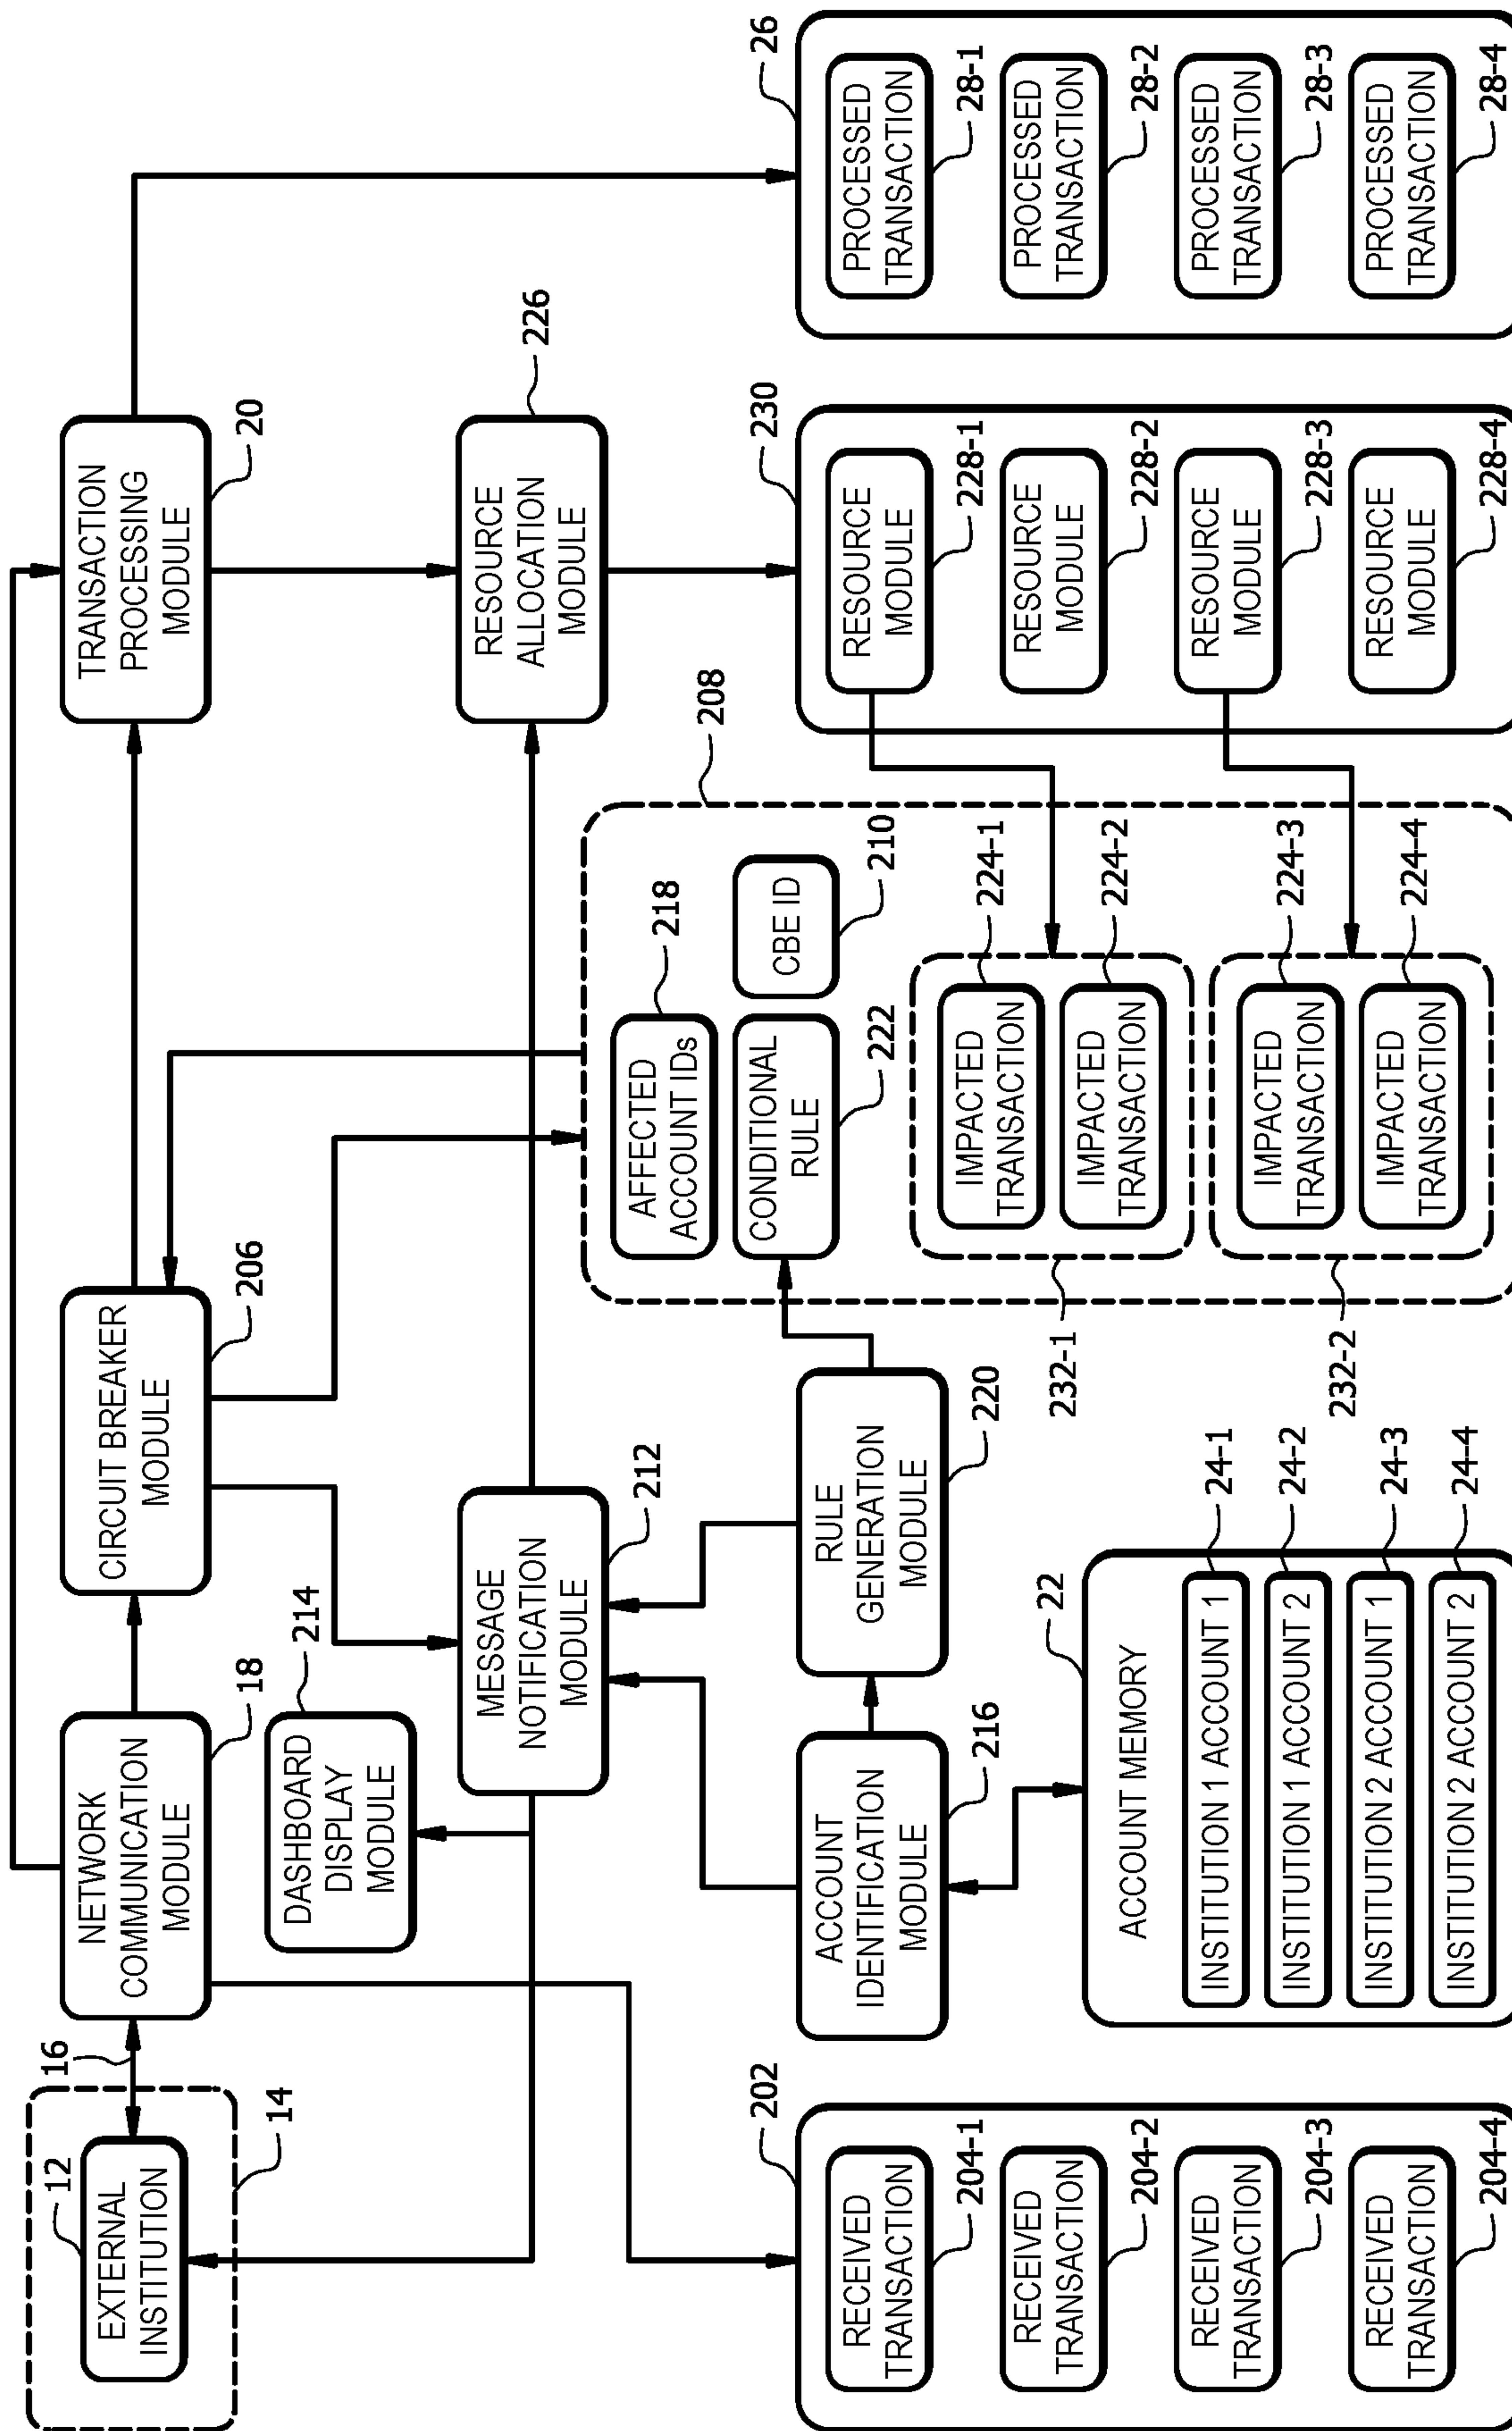 12
EXTERNAL
INSTITUTION
14
16
NETWORK
COMMUNICATION
MODULE
18
CIRCUIT BREAKER
MODULE
206
TRANSACTION
PROCESSING
MODULE
20
DASHBOARD
DISPLAY
MODULE
214
MESSAGE
NOTIFICATION
MODULE
212
RESOURCE
ALLOCATION
MODULE
226
202
RECEIVED
TRANSACTION
204-1
RECEIVED
TRANSACTION
204-2
RECEIVED
TRANSACTION
204-3
RECEIVED
TRANSACTION
204-4
ACCOUNT
IDENTIFICATION
MODULE
216
RULE
GENERATION
MODULE
220
22
ACCOUNT MEMORY
INSTITUTION 1 ACCOUNT 1
24-1
INSTITUTION 1 ACCOUNT 2
24-2
INSTITUTION 2 ACCOUNT 1
24-3
INSTITUTION 2 ACCOUNT 2
24-4
208
AFFECTED
ACCOUNT IDs
218
CONDITIONAL
RULE
222
CBE ID
210
232-1
IMPACTED
TRANSACTION
224-1
IMPACTED
TRANSACTION
224-2
232-2
IMPACTED
TRANSACTION
224-3
IMPACTED
TRANSACTION
224-4
230
RESOURCE
MODULE
228-1
RESOURCE
MODULE
228-2
RESOURCE
MODULE
228-3
RESOURCE
MODULE
228-4
26
PROCESSED
TRANSACTION
28-1
PROCESSED
TRANSACTION
28-2
PROCESSED
TRANSACTION
28-3
PROCESSED
TRANSACTION
28-4